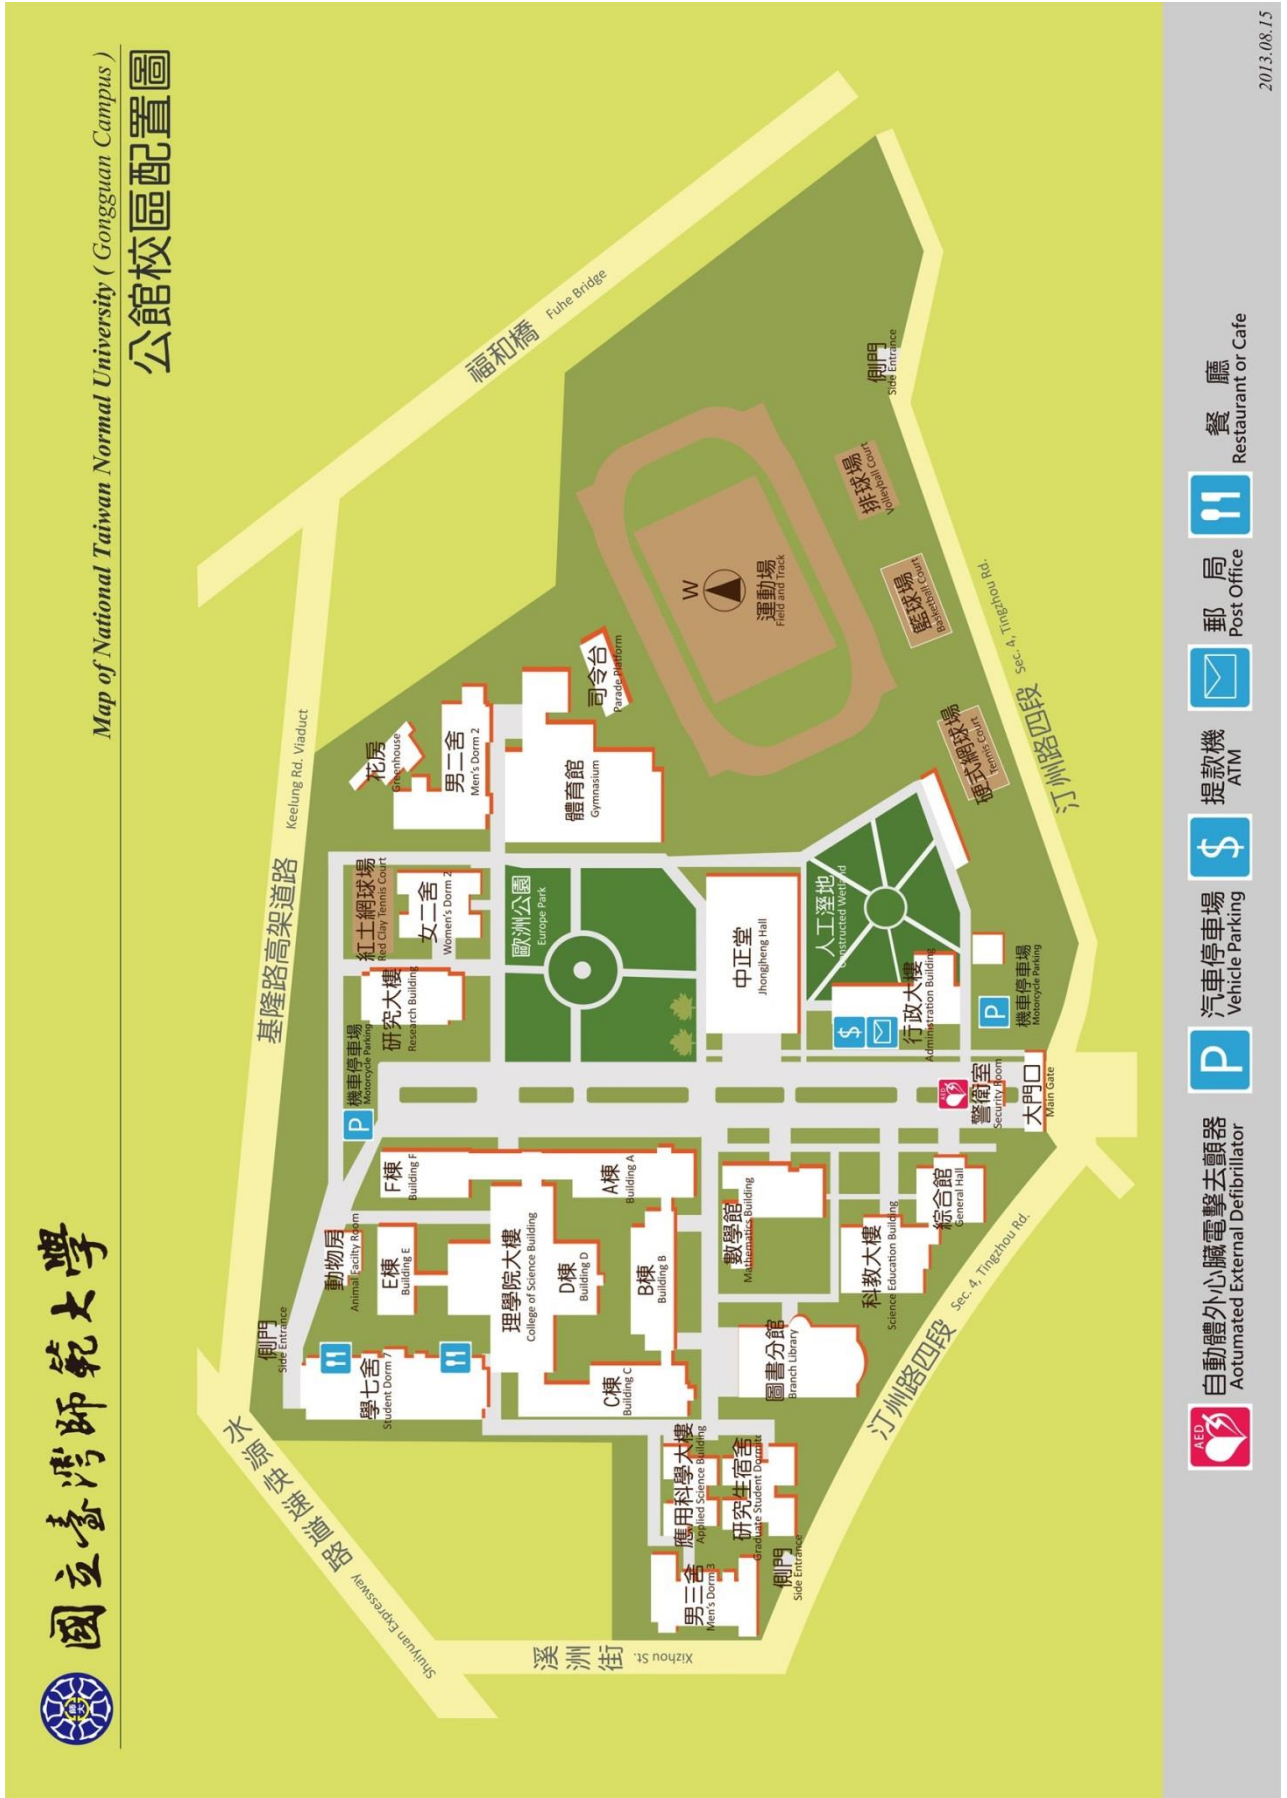 國立臺灣師範大學
Map of National Taiwan Normal University ( Gongguan Campus )
公館校區配置圖
水源快速道路
Shuiyuan Expressway
基隆路高架道路
Keelung Rd. Viaduct
福和橋
Fuhe Bridge
溪洲街
Xizhou St.
側門
Side Entrance
學七舍
Student Dorm 7
動物房
Animal Facilty Room
E棟
Building E
F棟
Building F
機車停車場
Motorcycle Parking
P
研究大樓
Research Building
紅土網球場
Red Clay Tennis Court
女二舍
Women's Dorm 2
花房
Greenhouse
男二舍
Men's Dorm 2
理學院大樓
College of Science Building
D棟
Building D
C棟
Building C
B棟
Building B
A棟
Building A
歐洲公園
Europe Park
體育館
Gymnasium
司令台
Parade Platform
W
運動場
Field and Track
應用科學大樓
Applied Science Building
研究生宿舍
Graduate Student Dorm
男三舍
Men's Dorm 3
側門
Side Entrance
圖書分館
Branch Library
數學館
Mathematics Building
科教大樓
Science Education Building
綜合館
General Hall
中正堂
Jhongjheng Hall
人工溼地
Constructed Wetland
$
行政大樓
Administration Building
P
機車停車場
Motorcycle Parking
AED
警衛室
Security Room
大門口
Main Gate
硬式網球場
Tennis Court
籃球場
Basketball Court
排球場
Volleyball Court
側門
Side Entrance
汀州路四段
Sec. 4, Tingzhou Rd.
汀州路四段
Sec. 4, Tingzhou Rd.
AED
自動體外心臟電擊去顫器
Aotumated External Defibrillator
P
汽車停車場
Vehicle Parking
$
提款機
ATM
郵局
Post Office
餐廳
Restaurant or Cafe
2013.08.15